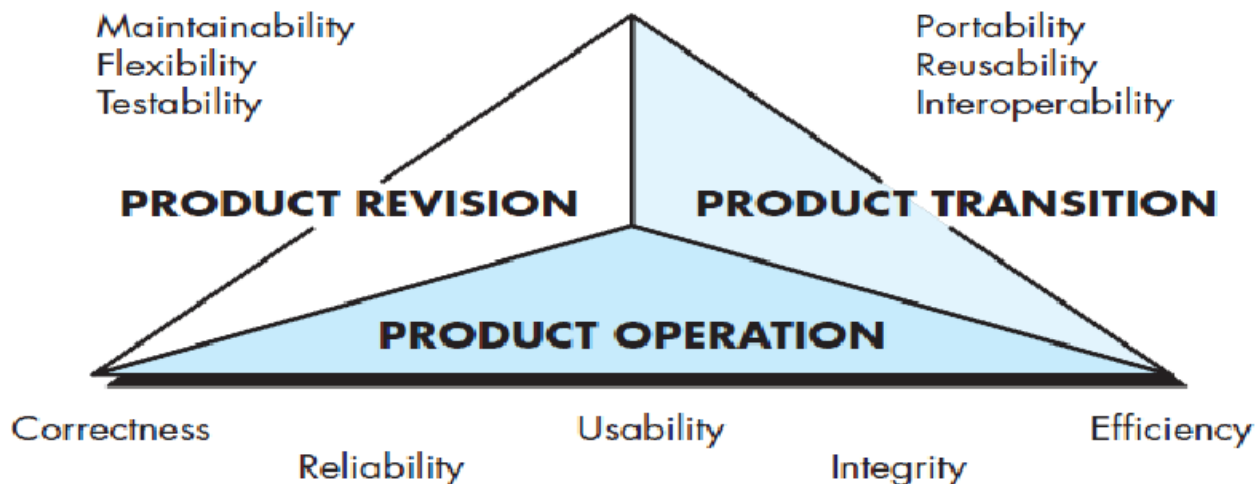 Maintainability
Flexibility
Testability
Portability
Reusability
Interoperability
PRODUCT REVISION
PRODUCT TRANSITION
PRODUCT OPERATION
Correctness
Usability
Efficiency
Reliability
Integrity